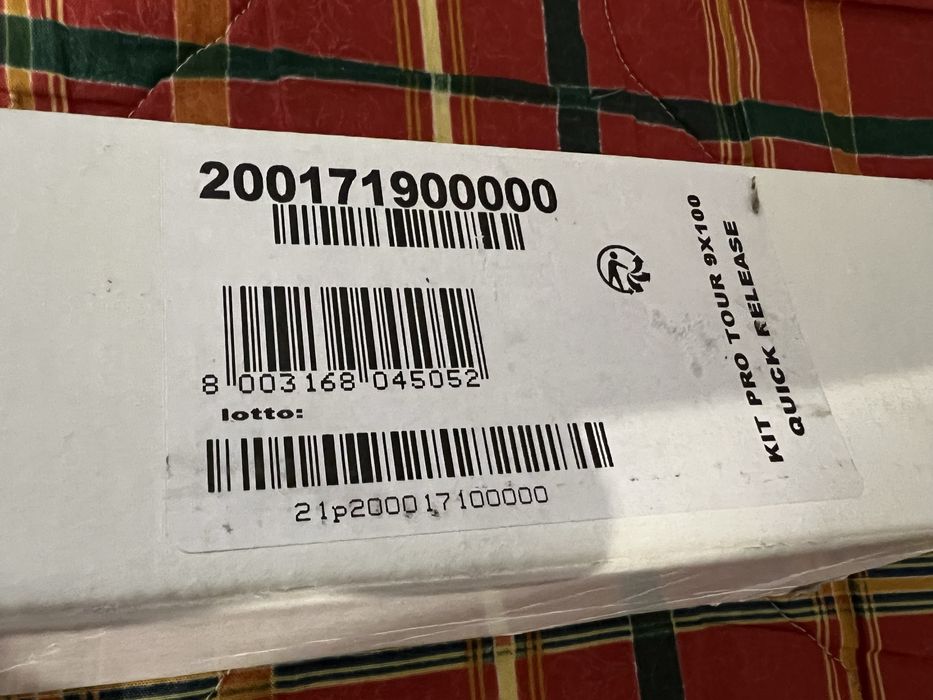 200171900000
8 003168 045052
lotto:
21p200017100000
KIT PRO TOUR 9X100
QUICK RELEASE